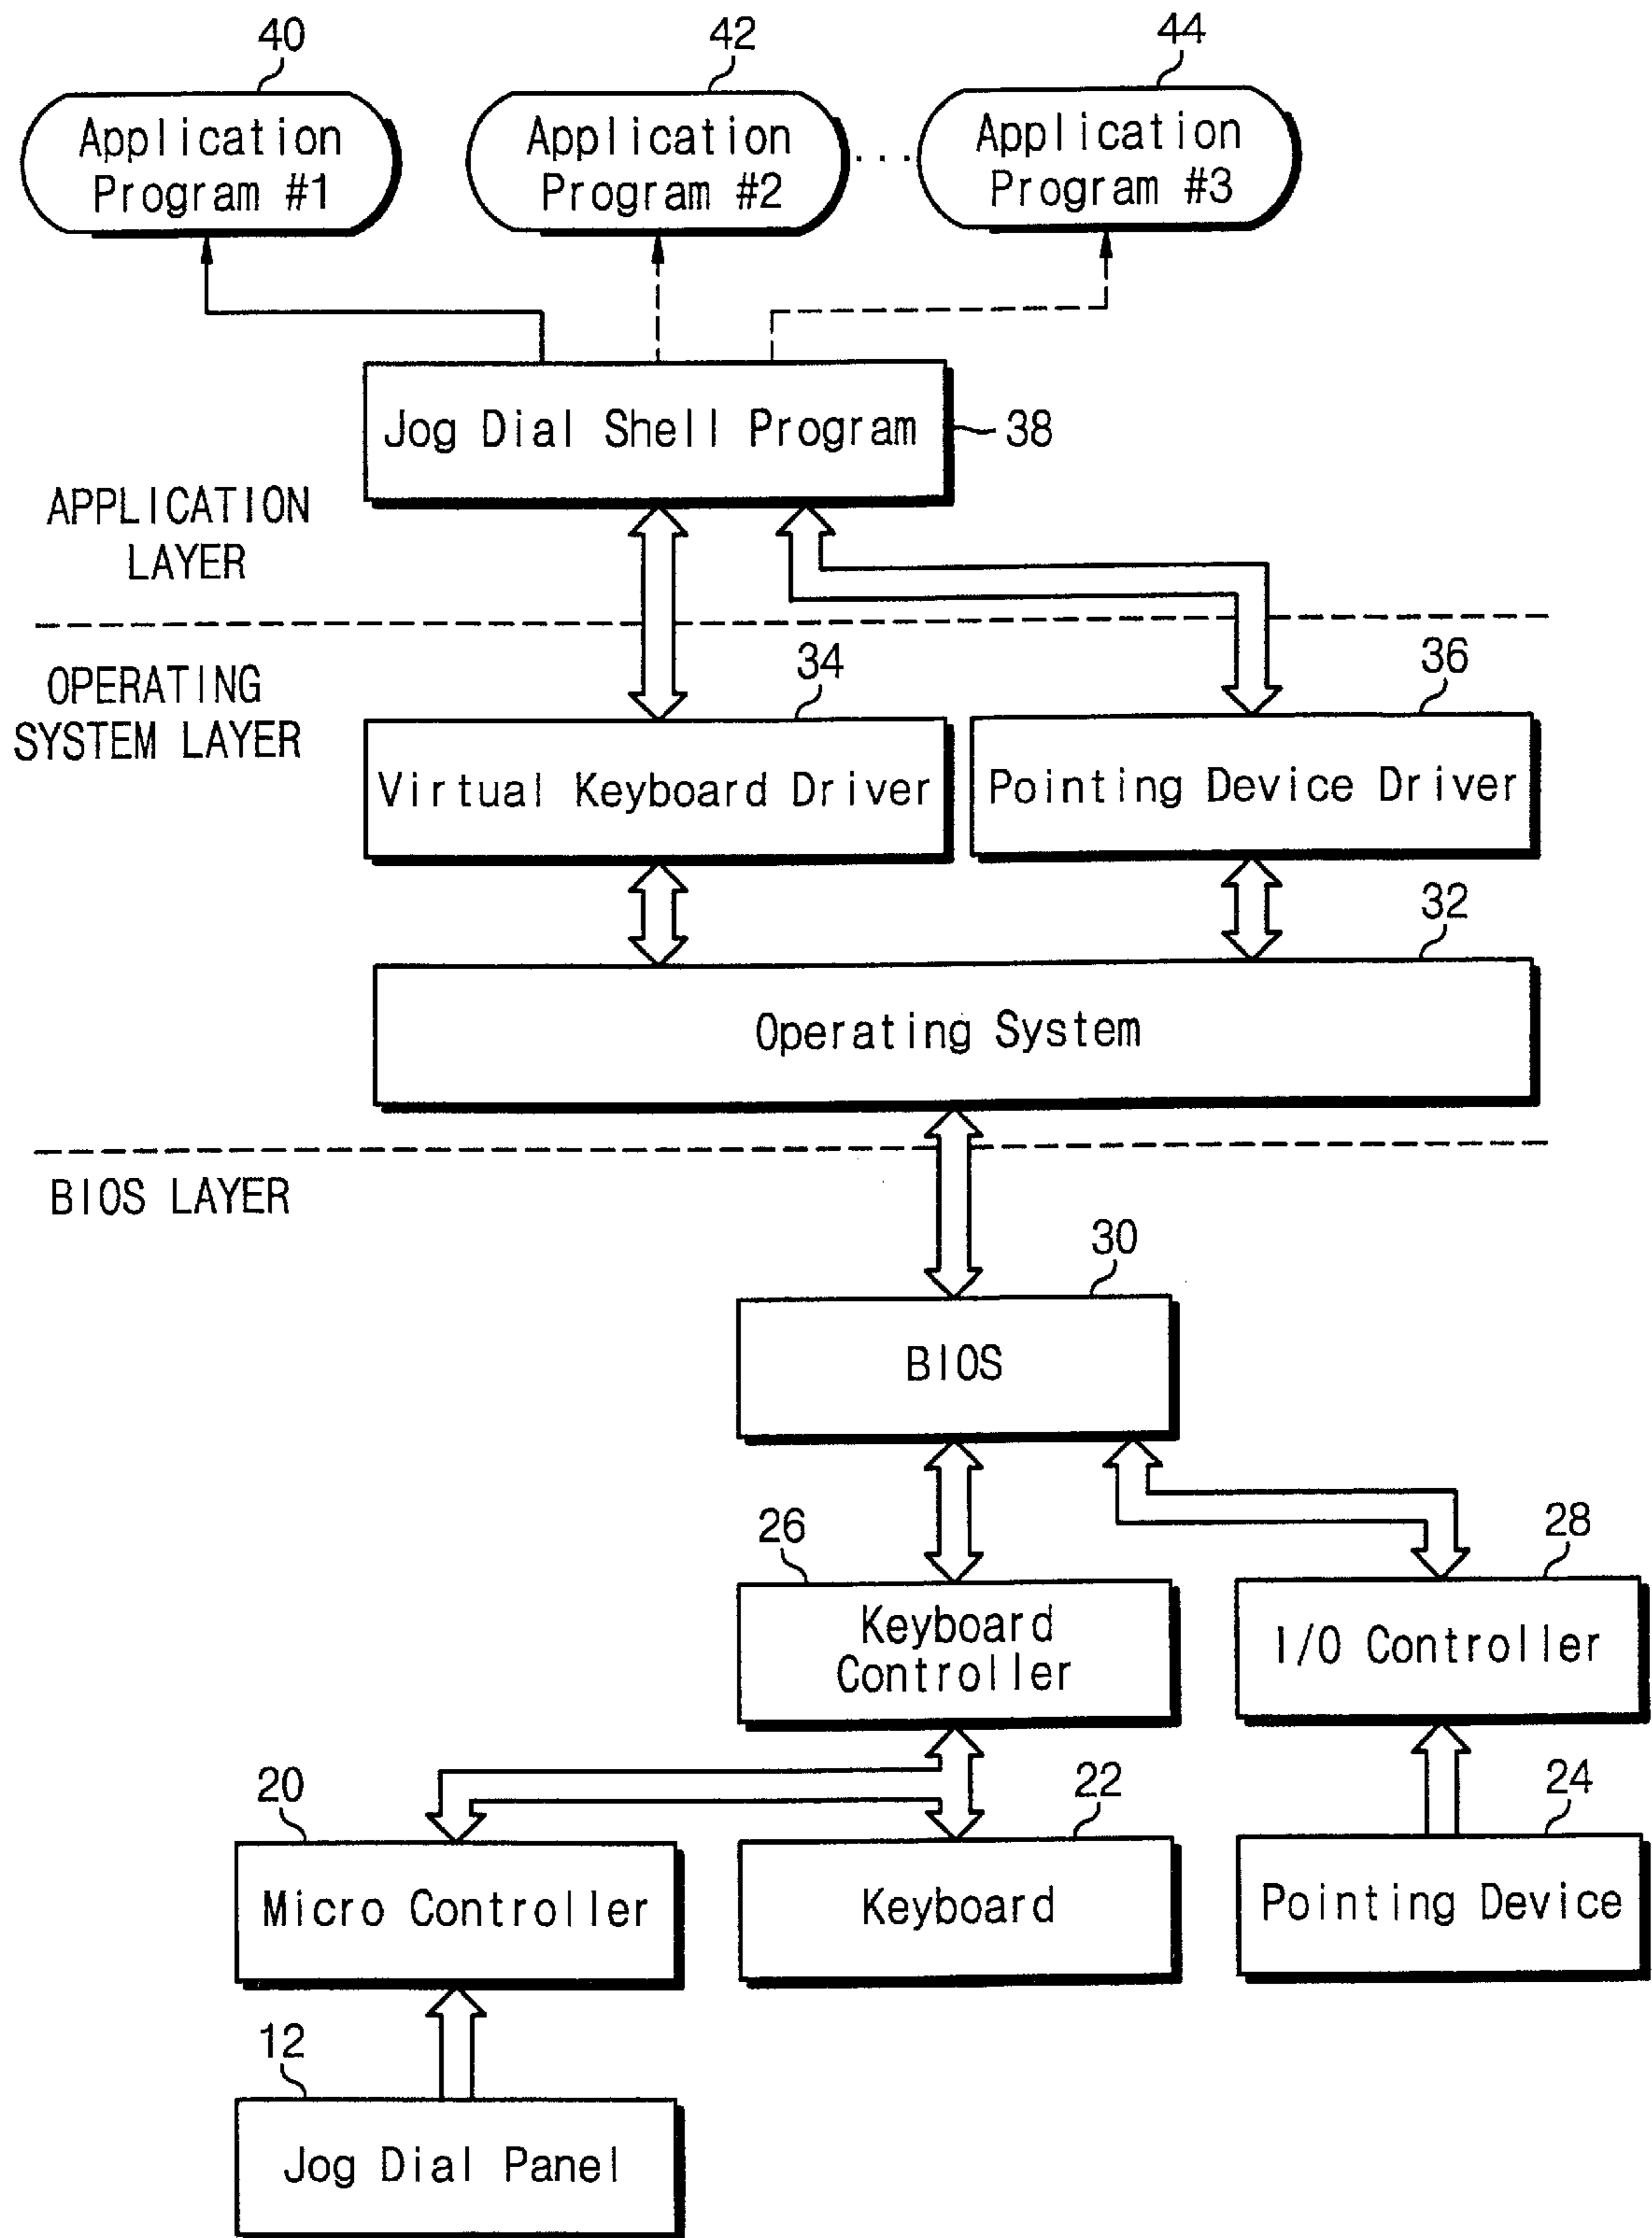 40
42
44
Application
Program #1
Application
Program #2
...
Application
Program #3
Jog Dial Shell Program
38
APPLICATION
LAYER
OPERATING
SYSTEM LAYER
34
36
Virtual Keyboard Driver
Pointing Device Driver
32
Operating System
BIOS LAYER
30
BIOS
26
28
Keyboard
Controller
I/O Controller
20
22
24
Micro Controller
Keyboard
Pointing Device
12
Jog Dial Panel